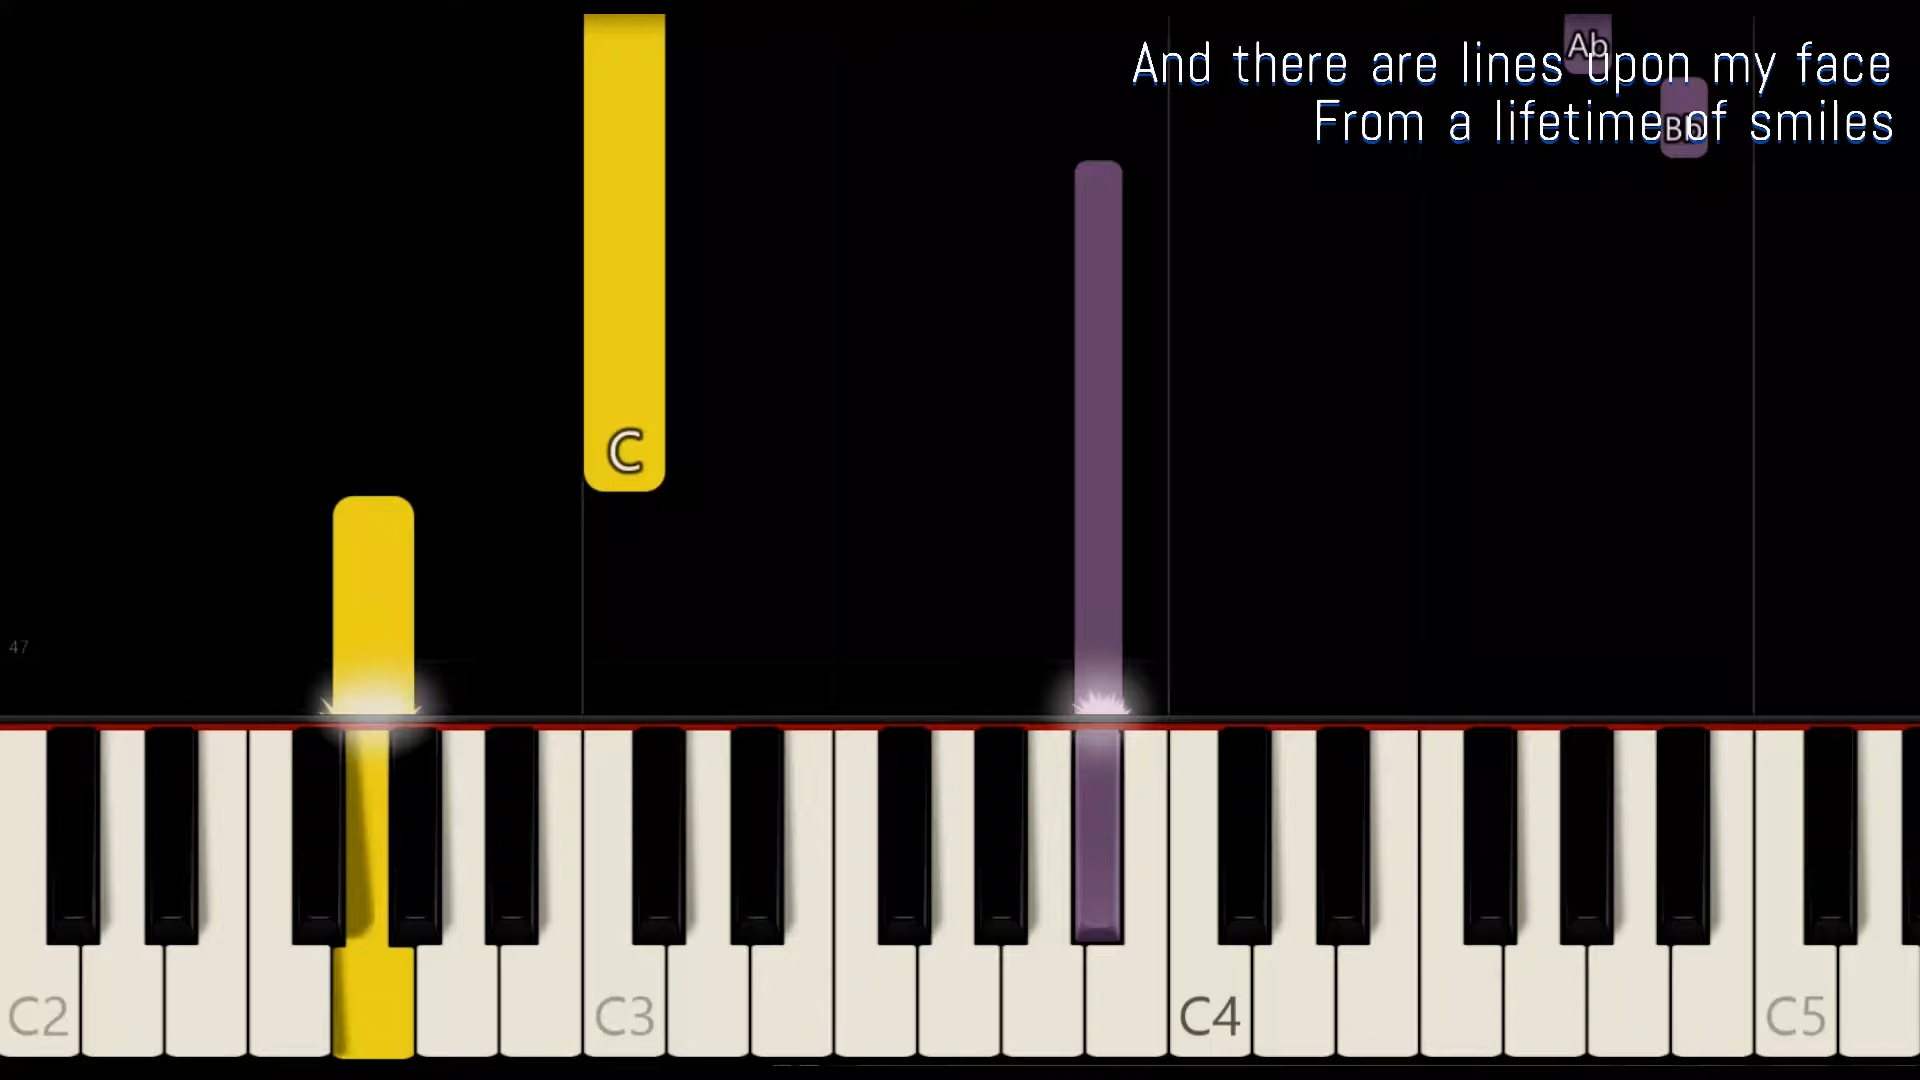 Ab
And there are lines upon my face
From a lifetime of smiles
Bb
C
47
C2
C3
C4
C5